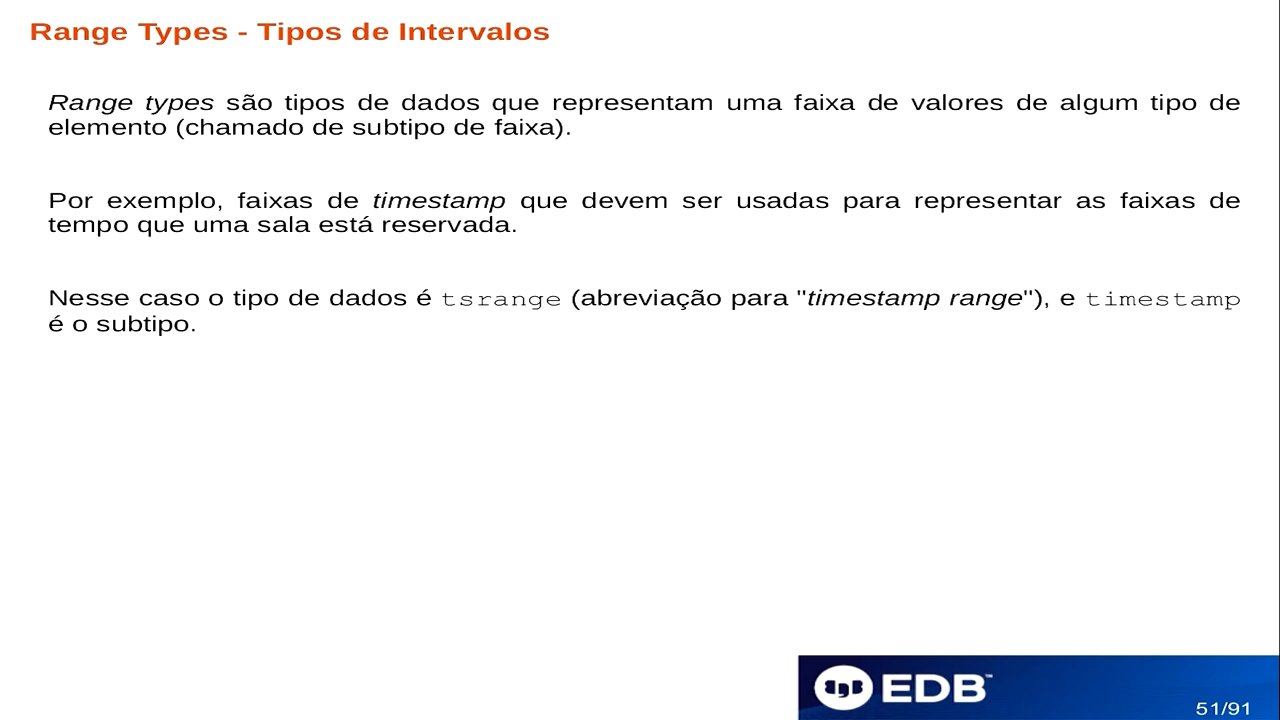 Range Types - Tipos de Intervalos
Range types são tipos de dados que representam uma faixa de valores de algum tipo de
elemento (chamado de subtipo de faixa).
Por exemplo, faixas de timestamp que devem ser usadas para representar as faixas de
tempo que uma sala está reservada.
Nesse caso o tipo de dados é tsrange (abreviação para "timestamp range"), e timestamp
é o subtipo.
EDB™
51/91